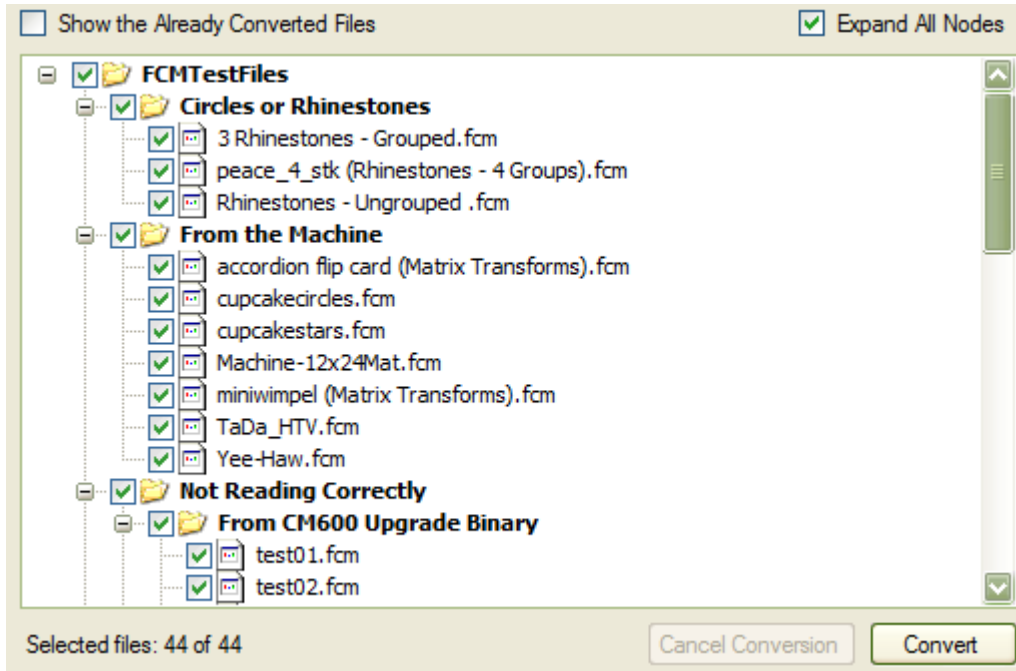 Show the Already Converted Files
Expand All Nodes
FCMTestFiles
Circles or Rhinestones
3 Rhinestones - Grouped.fcm
peace_4_stk (Rhinestones - 4 Groups).fcm
Rhinestones - Ungrouped .fcm
From the Machine
accordion flip card (Matrix Transforms).fcm
cupcakecircles.fcm
cupcakestars.fcm
Machine-12x24Mat.fcm
miniwimpel (Matrix Transforms).fcm
TaDa_HTV.fcm
Yee-Haw.fcm
Not Reading Correctly
From CM600 Upgrade Binary
test01.fcm
test02.fcm
Selected files: 44 of 44
Cancel Conversion
Convert